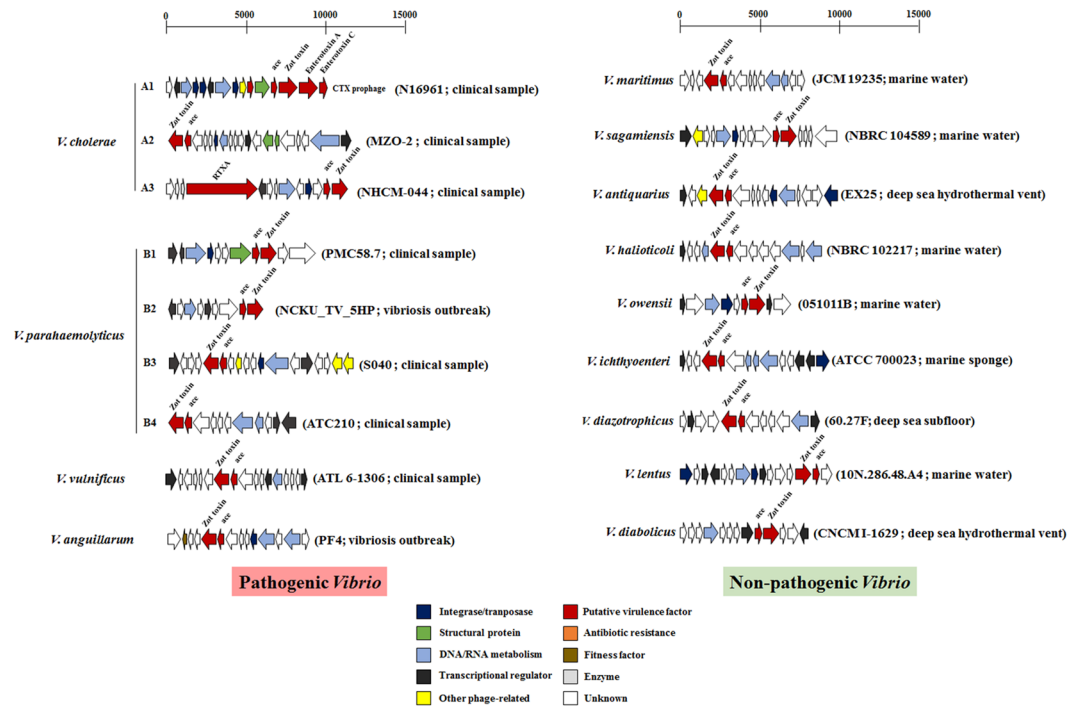 0 5000 10000 15000
ace Zot toxin Enterotoxin A Enterotoxin C
A1 CTX prophage (N16961 ; clinical sample)
Zot toxin ace
V. cholerae A2 (MZO-2 ; clinical sample)
RTXA ace Zot toxin
A3 (NHCM-044 ; clinical sample)
ace Zot toxin
B1 (PMC58.7; clinical sample)
ace Zot toxin
B2 (NCKU_TV_5HP; vibriosis outbreak)
V. parahaemolyticus
Zot toxin ace
B3 (S040 ; clinical sample)
Zot toxin ace
B4 (ATC210 ; clinical sample)
Zot toxin ace
V. vulnificus (ATL 6-1306 ; clinical sample)
Zot toxin ace
V. anguillarum (PF4; vibriosis outbreak)
Pathogenic Vibrio
0 5000 10000 15000
Zot toxin ace
V. maritimus (JCM 19235; marine water)
ace Zot toxin
V. sagamiensis (NBRC 104589 ; marine water)
Zot toxin ace
V. antiquarius (EX25 ; deep sea hydrothermal vent)
Zot toxin ace
V. halioticoli (NBRC 102217 ; marine water)
ace Zot toxin
V. owensii (051011B ; marine water)
Zot toxin ace
V. ichthyoenteri (ATCC 700023 ; marine sponge)
Zot toxin ace
V. diazotrophicus (60.27F; deep sea subfloor)
Zot toxin ace
V. lentus (10N.286.48.A4 ; marine water)
ace Zot toxin
V. diabolicus (CNCM I-1629 ; deep sea hydrothermal vent)
Non-pathogenic Vibrio
Integrase/tranposase
Structural protein
DNA/RNA metabolism
Transcriptional regulator
Other phage-related
Putative virulence factor
Antibiotic resistance
Fitness factor
Enzyme
Unknown